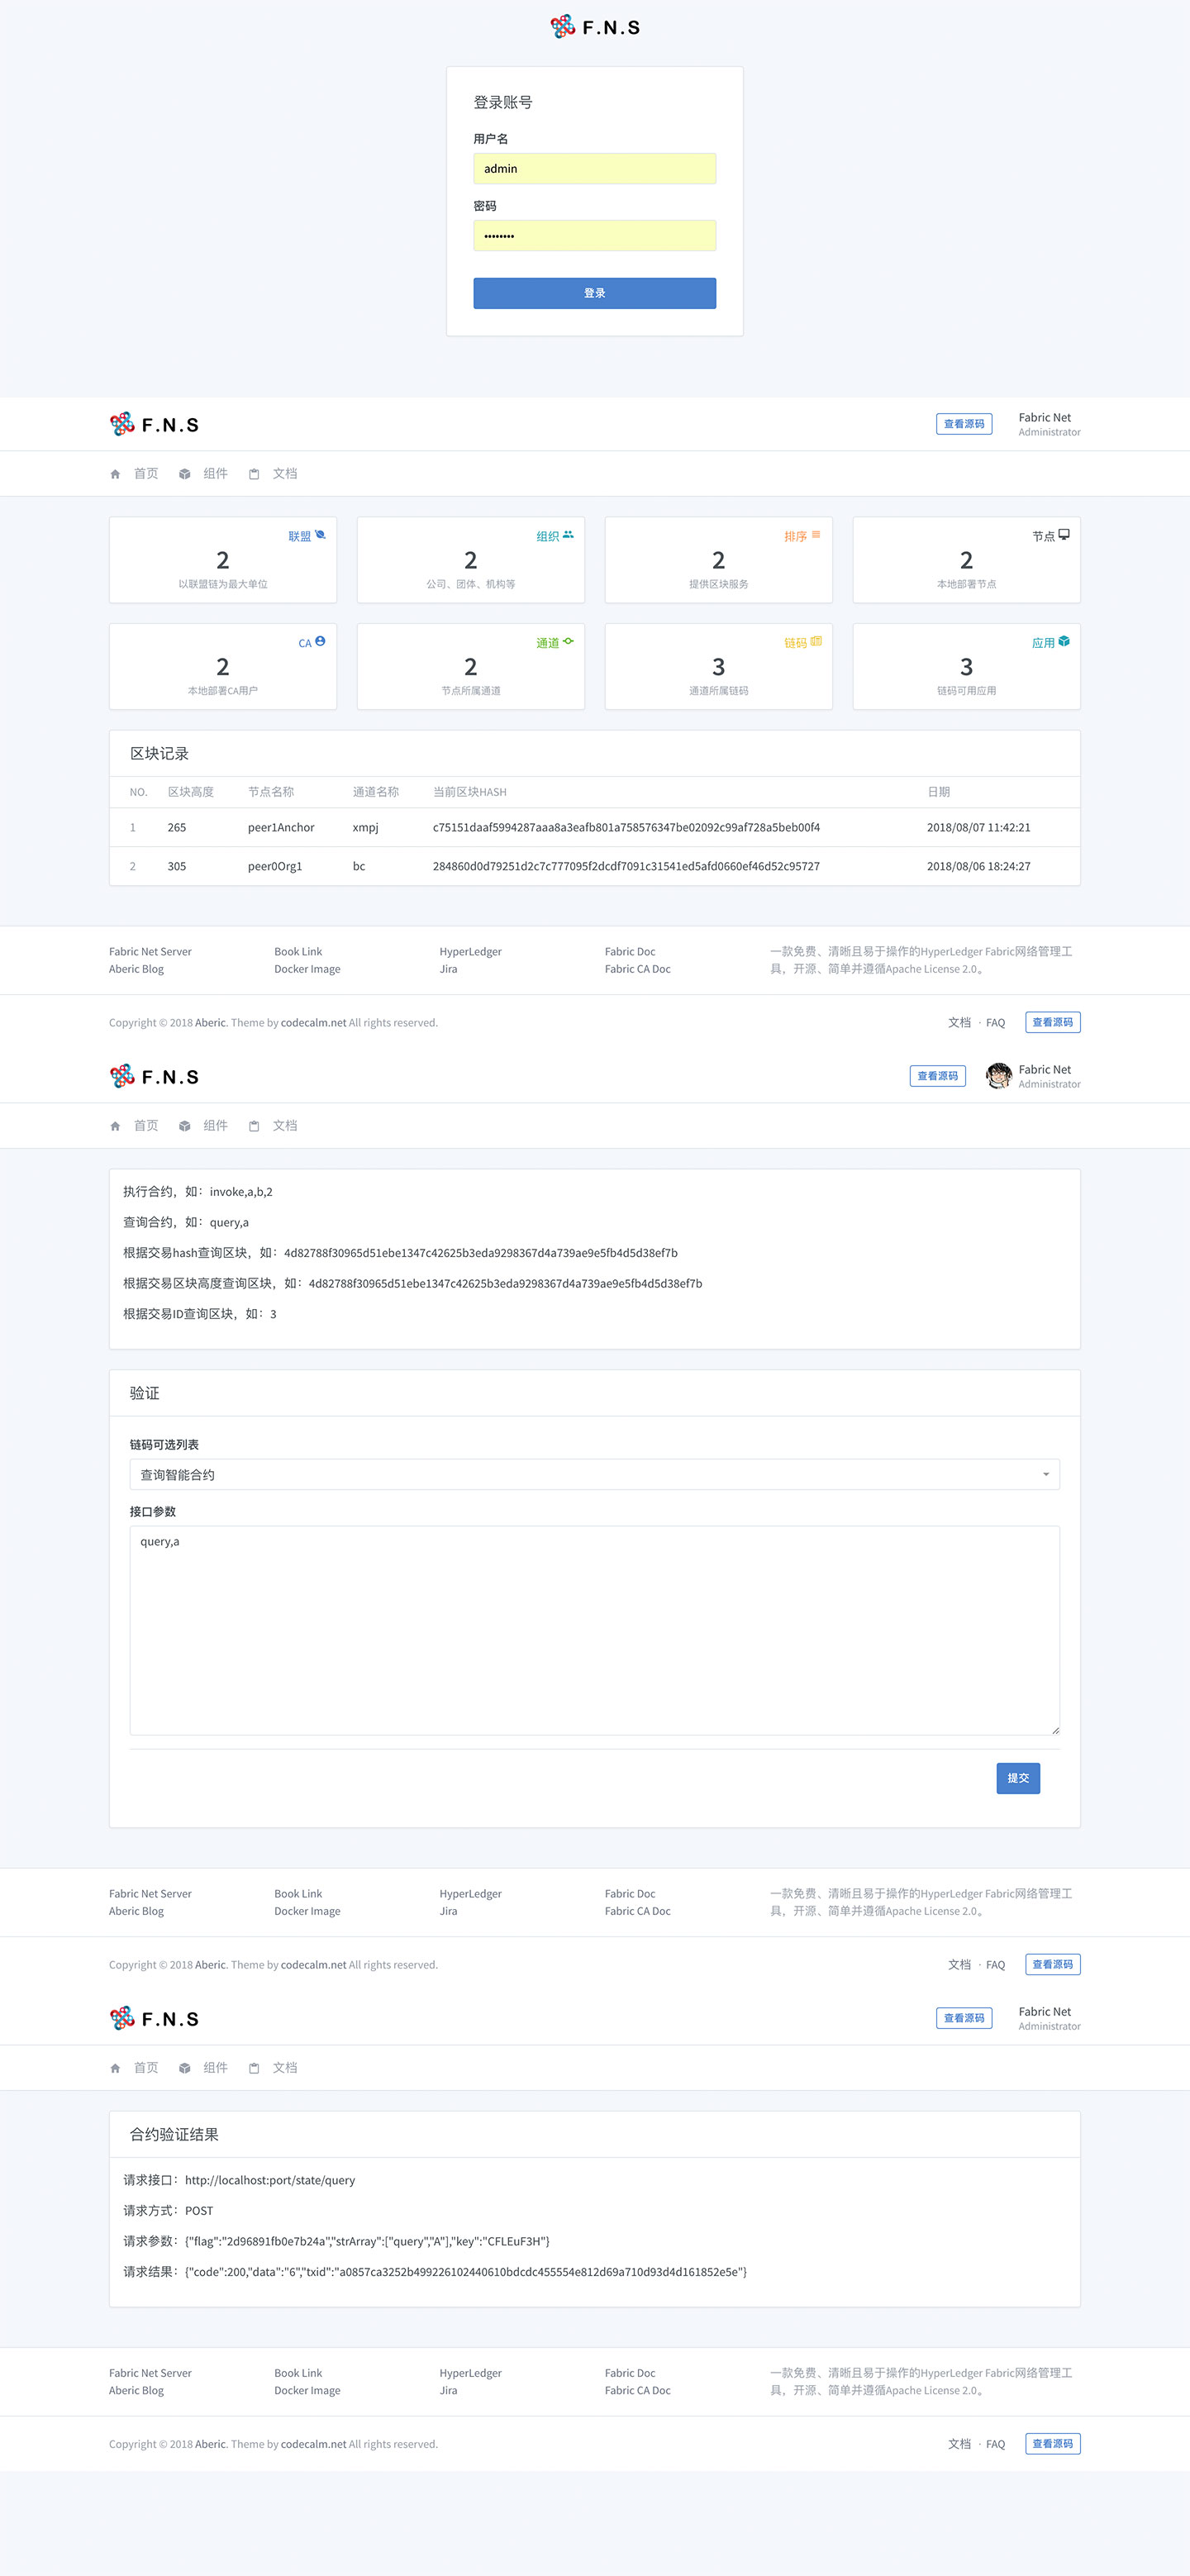 F.N.S
登录账号
用户名
admin
密码
••••••••
登录
F.N.S
查看源码
Fabric Net
Administrator
首页 组件 文档
联盟
2
以联盟链为最大单位
组织
2
公司、团体、机构等
排序
2
提供区块服务
节点
2
本地部署节点
CA
2
本地部署CA用户
通道
2
节点所属通道
链码
3
通道所属链码
应用
3
链码可用应用
区块记录
NO. 区块高度 节点名称 通道名称 当前区块HASH 日期
1 265 peer1Anchor xmpj c75151daaf5994287aaa8a3eafb801a758576347be02092c99af728a5beb00f4 2018/08/07 11:42:21
2 305 peer0Org1 bc 284860d0d79251d2c7c777095f2dcdf7091c31541ed5afd0660ef46d52c95727 2018/08/06 18:24:27
Fabric Net Server Book Link HyperLedger Fabric Doc 一款免费、清晰且易于操作的HyperLedger Fabric网络管理工
Aberic Blog Docker Image Jira Fabric CA Doc 具，开源、简单并遵循Apache License 2.0。
Copyright © 2018 Aberic. Theme by codecalm.net All rights reserved. 文档 · FAQ 查看源码
F.N.S
查看源码
Fabric Net
Administrator
首页 组件 文档
执行合约，如：invoke,a,b,2
查询合约，如：query,a
根据交易hash查询区块，如：4d82788f30965d51ebe1347c42625b3eda9298367d4a739ae9e5fb4d5d38ef7b
根据交易区块高度查询区块，如：4d82788f30965d51ebe1347c42625b3eda9298367d4a739ae9e5fb4d5d38ef7b
根据交易ID查询区块，如：3
验证
链码可选列表
查询智能合约
接口参数
query,a
提交
Fabric Net Server Book Link HyperLedger Fabric Doc 一款免费、清晰且易于操作的HyperLedger Fabric网络管理工
Aberic Blog Docker Image Jira Fabric CA Doc 具，开源、简单并遵循Apache License 2.0。
Copyright © 2018 Aberic. Theme by codecalm.net All rights reserved. 文档 · FAQ 查看源码
F.N.S
查看源码
Fabric Net
Administrator
首页 组件 文档
合约验证结果
请求接口：http://localhost:port/state/query
请求方式：POST
请求参数：{"flag":"2d96891fb0e7b24a","strArray":["query","A"],"key":"CFLEuF3H"}
请求结果：{"code":200,"data":"6","txid":"a0857ca3252b499226102440610bdcdc455554e812d69a710d93d4d161852e5e"}
Fabric Net Server Book Link HyperLedger Fabric Doc 一款免费、清晰且易于操作的HyperLedger Fabric网络管理工
Aberic Blog Docker Image Jira Fabric CA Doc 具，开源、简单并遵循Apache License 2.0。
Copyright © 2018 Aberic. Theme by codecalm.net All rights reserved. 文档 · FAQ 查看源码